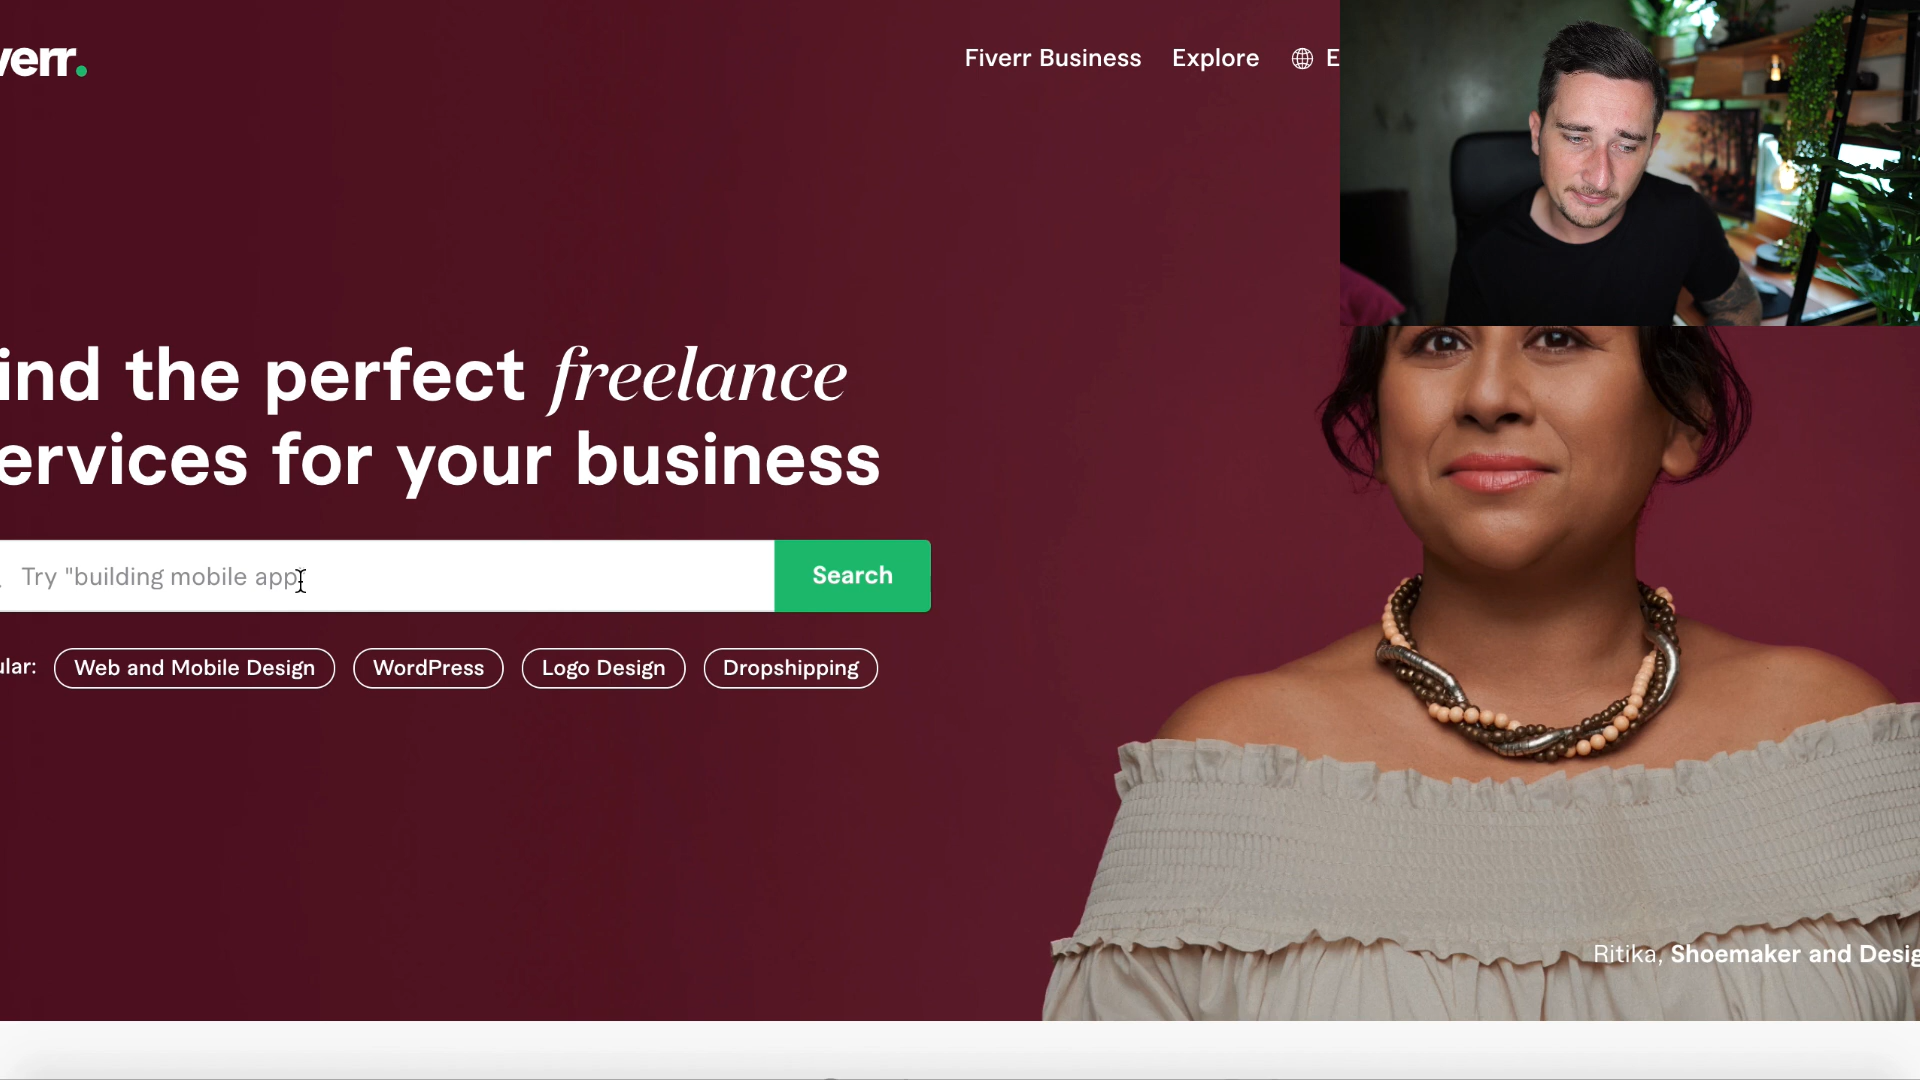 verr.
Fiverr Business
Explore
E
ind the perfect freelance
ervices for your business
Try "building mobile app
Search
ular:
Web and Mobile Design
WordPress
Logo Design
Dropshipping
Ritika, Shoemaker and Desig